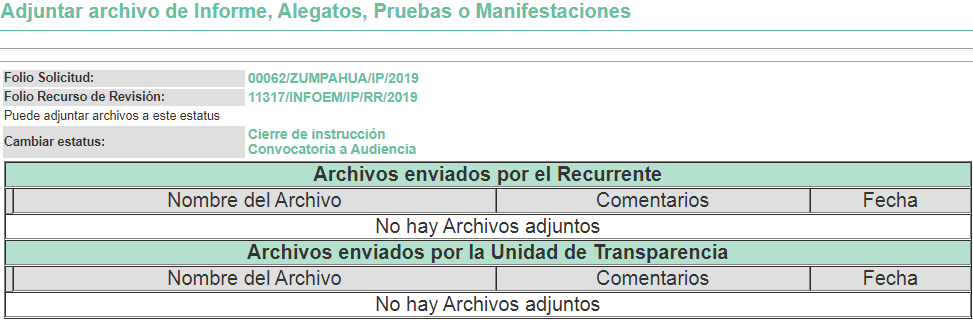 Adjuntar archivo de Informe, Alegatos, Pruebas o Manifestaciones
Folio Solicitud: 00062/ZUMPAHUA/IP/2019
Folio Recurso de Revisión: 11317/INFOEM/IP/RR/2019
Puede adjuntar archivos a este estatus
Cambiar estatus: Cierre de instrucción
Convocatoria a Audiencia
Archivos enviados por el Recurrente
Nombre del Archivo Comentarios Fecha
No hay Archivos adjuntos
Archivos enviados por la Unidad de Transparencia
Nombre del Archivo Comentarios Fecha
No hay Archivos adjuntos